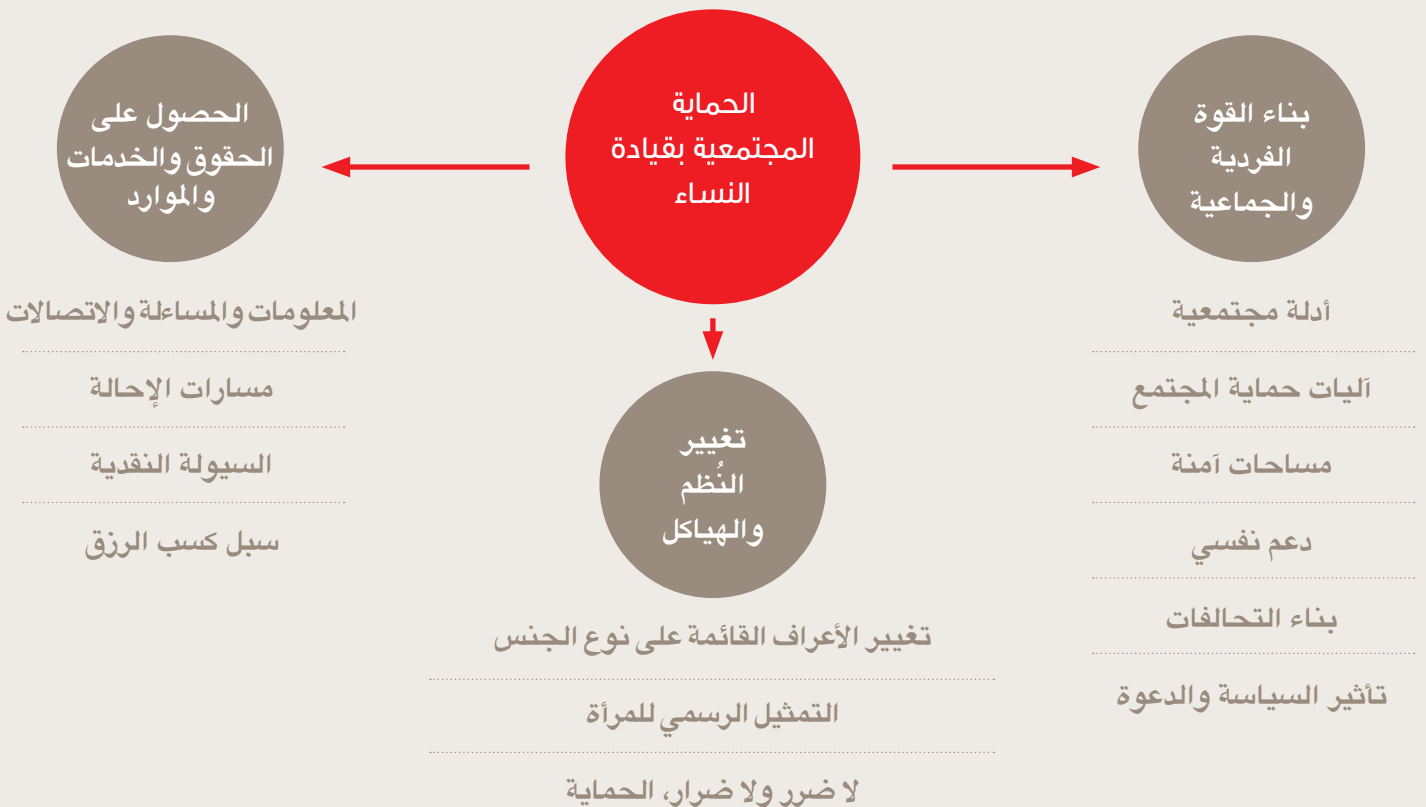 الحماية
المجتمعية بقيادة
النساء
بناء القوة
الفردية
والجماعية
أدلة مجتمعية
آليات حماية المجتمع
مساحات آمنة
دعم نفسي
بناء التحالفات
تأثير السياسة والدعوة
تغيير
النُظم
والهياكل
تغيير الأعراف القائمة على نوع الجنس
التمثيل الرسمي للمرأة
لا ضرر ولا ضرار، الحماية
الحصول على
الحقوق والخدمات
والموارد
المعلومات والمساءلة والاتصالات
مسارات الإحالة
السيولة النقدية
سبل كسب الرزق